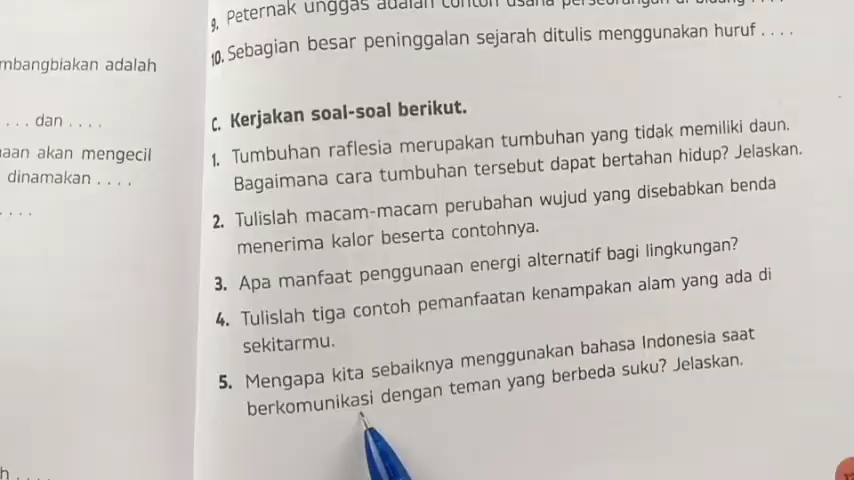 mbangbiakan adalah
. . . dan . . . .
akan mengecil
dinamakan . . . .
. . . .
h . . . .
9. Peternak unggas adalah contoh usaha
10. Sebagian besar peninggalan sejarah ditulis menggunakan huruf . . . .
C. Kerjakan soal-soal berikut.
1. Tumbuhan raflesia merupakan tumbuhan yang tidak memiliki daun.
Bagaimana cara tumbuhan tersebut dapat bertahan hidup? Jelaskan.
2. Tulislah macam-macam perubahan wujud yang disebabkan benda
menerima kalor beserta contohnya.
3. Apa manfaat penggunaan energi alternatif bagi lingkungan?
4. Tulislah tiga contoh pemanfaatan kenampakan alam yang ada di
sekitarmu.
5. Mengapa kita sebaiknya menggunakan bahasa Indonesia saat
berkomunikasi dengan teman yang berbeda suku? Jelaskan.